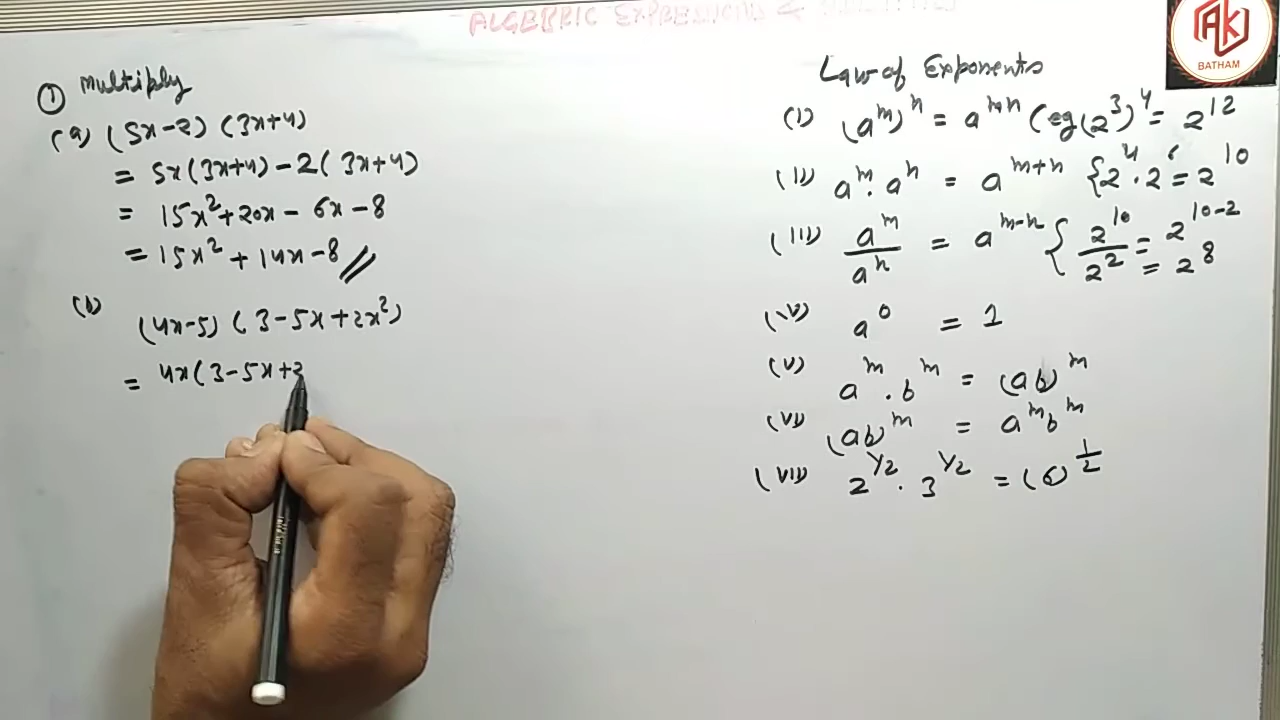 ALGEBRIC EXPRESSIONS &
① Multiply
(a) (5x-2) (3x+4)
= 5x(3x+4) - 2(3x+4)
= 15x² + 20x - 6x - 8
= 15x² + 14x - 8 //
(b)
(4x-5) (3-5x+2x²)
= 4x(3-5x+2
Law of Exponents
(i) (aᵐ)ⁿ = aᵐˣⁿ (eg (2³)⁴ = 2¹²
(ii) aᵐ . aⁿ = aᵐ⁺ⁿ {2⁴ . 2⁶ = 2¹⁰
(iii) aᵐ/aⁿ = aᵐ⁻ⁿ { 2¹⁰/2² = 2¹⁰⁻²
= 2⁸
(iv) a⁰ = 1
(v) aᵐ . bᵐ = (ab)ᵐ
(vi) (ab)ᵐ = aᵐbᵐ
(vii) 2^1/2 . 3^1/2 = (6)^1/2
AK
BATHAM